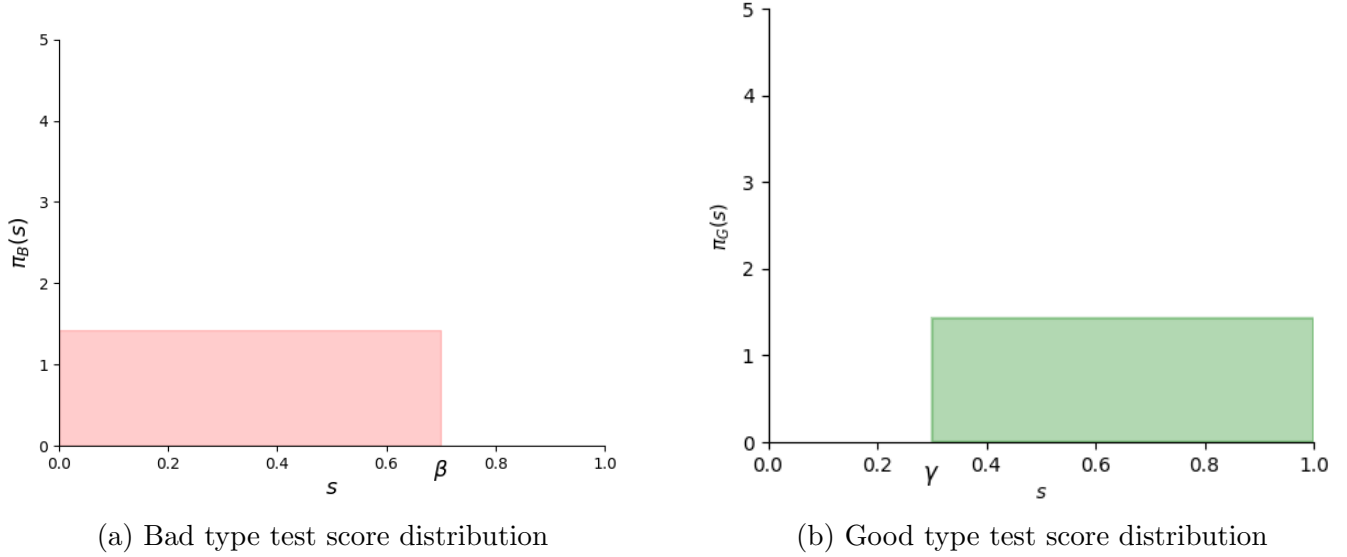 5
4
3
2
1
0
π_B(s)
0.0 0.2 0.4 0.6 β 0.8 1.0
s
(a) Bad type test score distribution
5
4
3
2
1
0
π_G(s)
0.0 0.2 γ 0.4 0.6 0.8 1.0
s
(b) Good type test score distribution